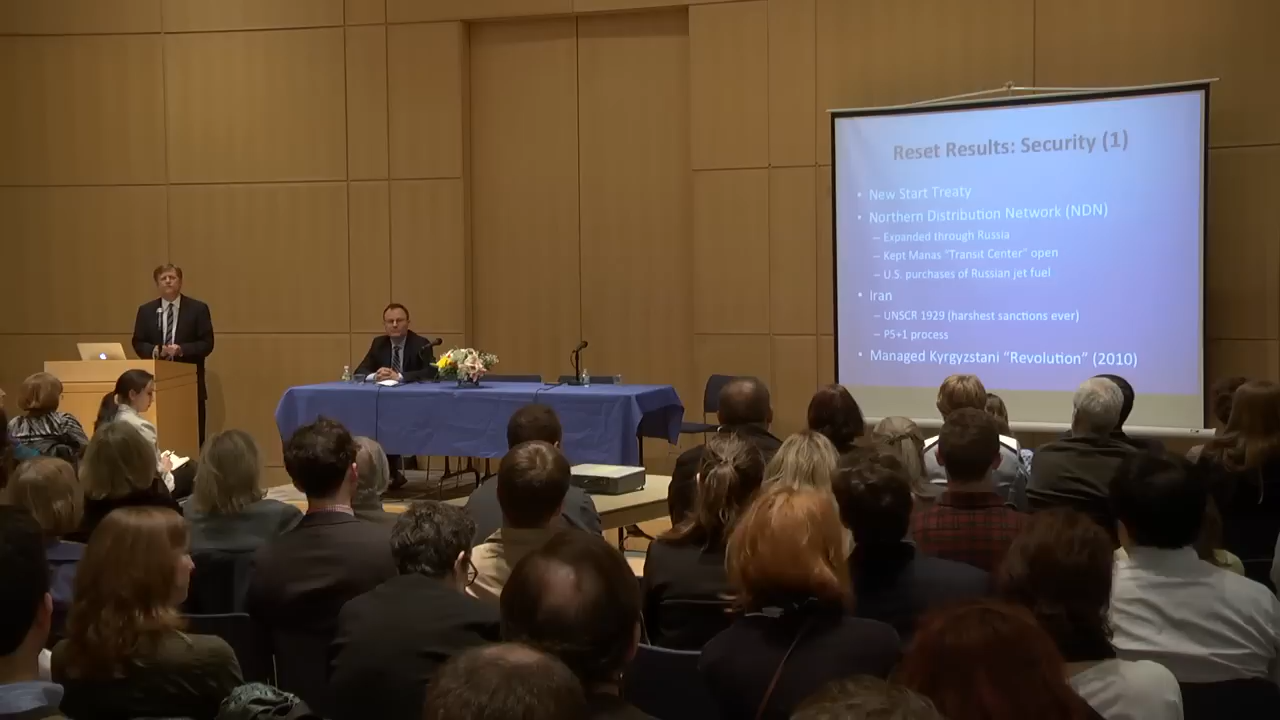 Reset Results: Security (1)
• New Start Treaty
• Northern Distribution Network (NDN)
– Expanded through Russia
– Kept Manas “Transit Center” open
– U.S. purchases of Russian jet fuel
• Iran
– UNSCR 1929 (harshest sanctions ever)
– P5+1 process
• Managed Kyrgyzstani “Revolution” (2010)